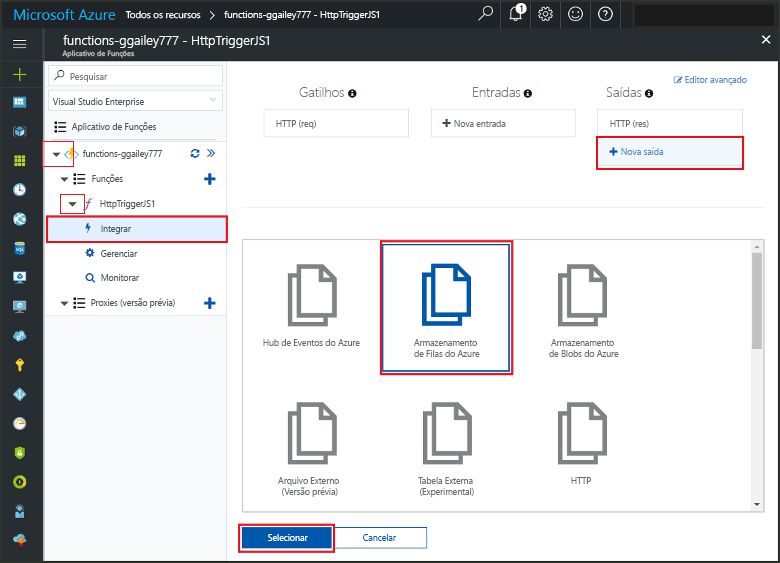 Microsoft Azure Todos os recursos > functions-ggailey777 - HttpTriggerJS1
1
functions-ggailey777 - HttpTriggerJS1
Aplicativo de Funções
Pesquisar
Visual Studio Enterprise
Aplicativo de Funções
functions-ggailey777
Funções
HttpTriggerJS1
Integrar
Gerenciar
Monitorar
Proxies (versão prévia)
Editor avançado
Gatilhos
Entradas
Saídas
HTTP (req)
Nova entrada
HTTP (res)
Nova saída
Hub de Eventos do Azure
Armazenamento
de Filas do Azure
Armazenamento
de Blobs do Azure
Arquivo Externo
(Versão prévia)
Tabela Externa
(Experimental)
HTTP
Selecionar
Cancelar